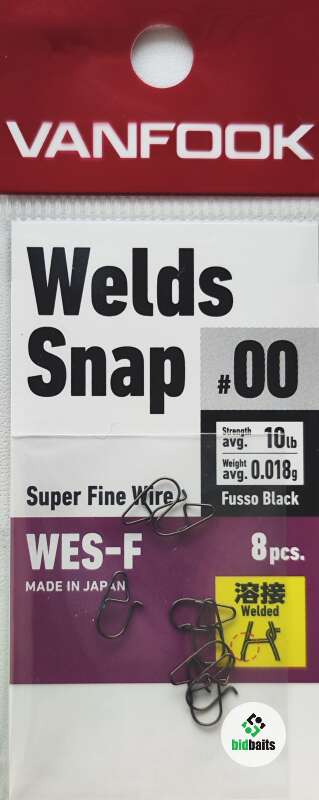 VANFOOK
Welds
Snap
#00
Strength
avg. 10lb
Weight
avg. 0.018g
Super Fine Wire
Fusso Black
WES-F
8pcs.
MADE IN JAPAN
溶接
Welded
bidbaits